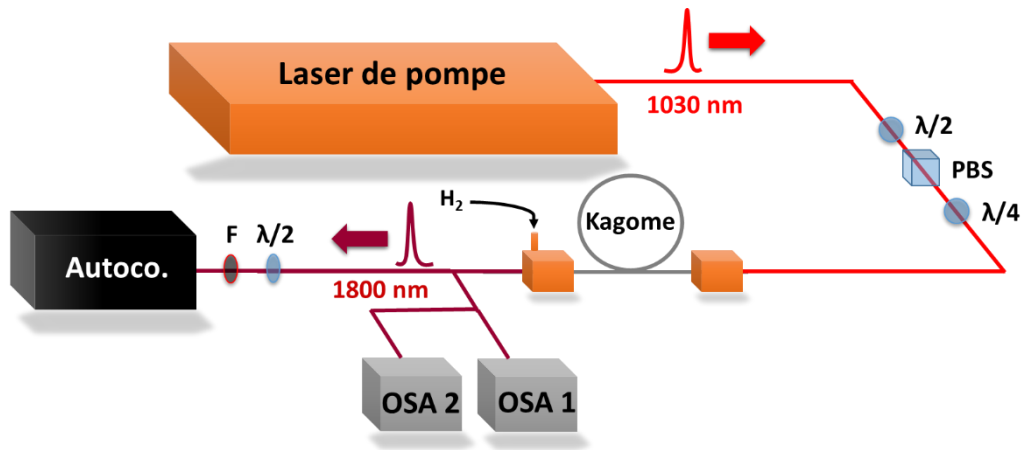 Laser de pompe
1030 nm
λ/2
PBS
λ/4
H₂
Kagome
F
λ/2
Autoco.
1800 nm
OSA 2
OSA 1